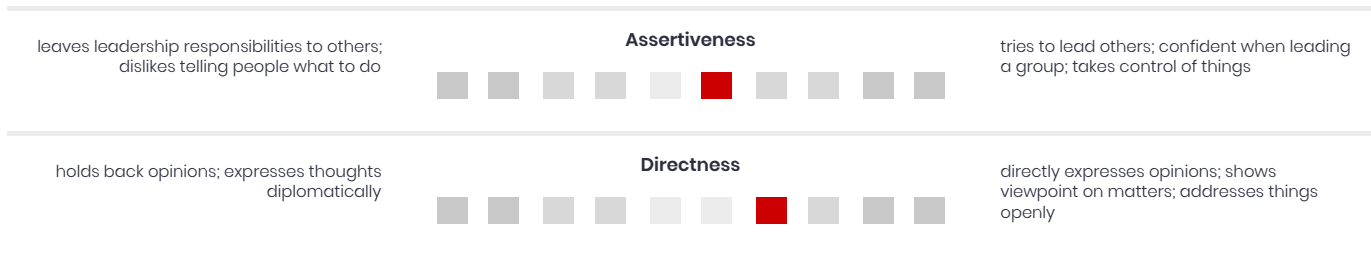 Assertiveness
leaves leadership responsibilities to others;
dislikes telling people what to do
tries to lead others; confident when leading
a group; takes control of things
Directness
holds back opinions; expresses thoughts
diplomatically
directly expresses opinions; shows
viewpoint on matters; addresses things
openly